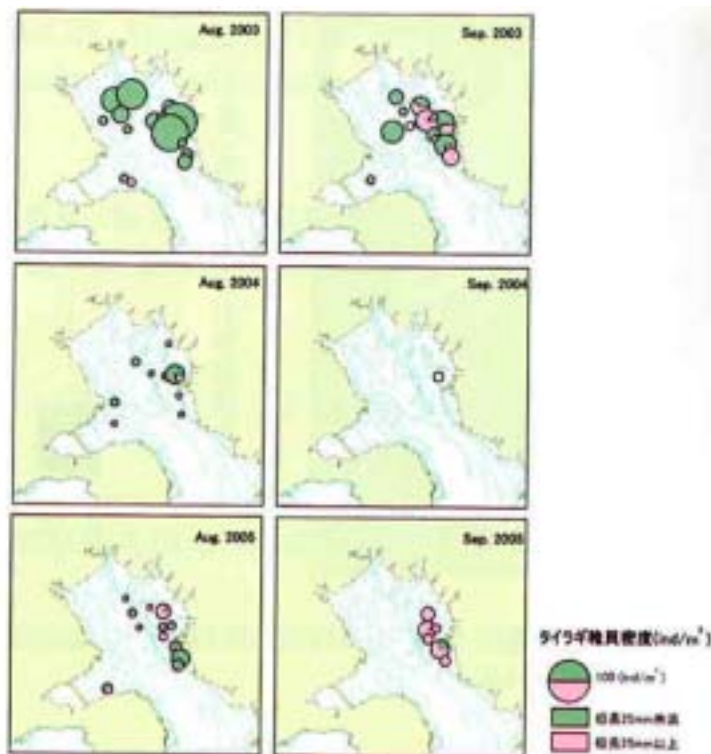 Aug. 2003
Sep. 2003
Aug. 2004
Sep. 2004
Aug. 2005
Sep. 2005
タイラギ稚貝密度(ind/m²)
100(ind/m²)
殻長25mm未満
殻長25mm以上